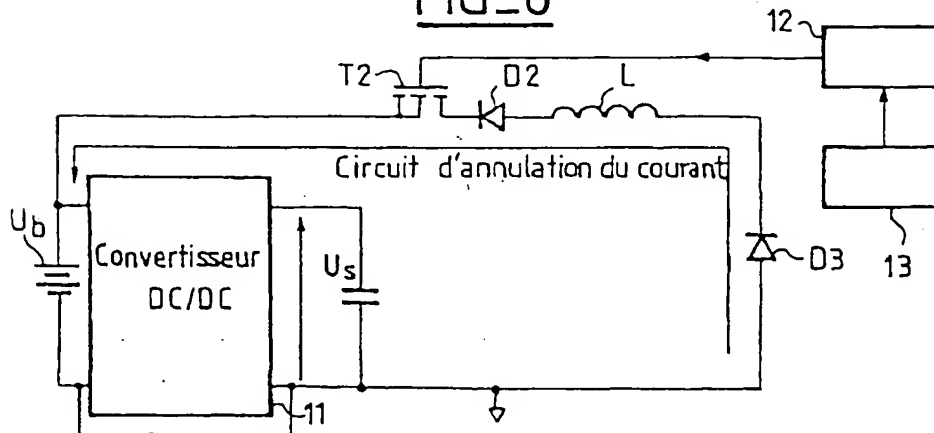 12
T2
D2
L
Circuit d'annulation du courant
Ub
Convertisseur
DC/DC
Us
D3
13
11